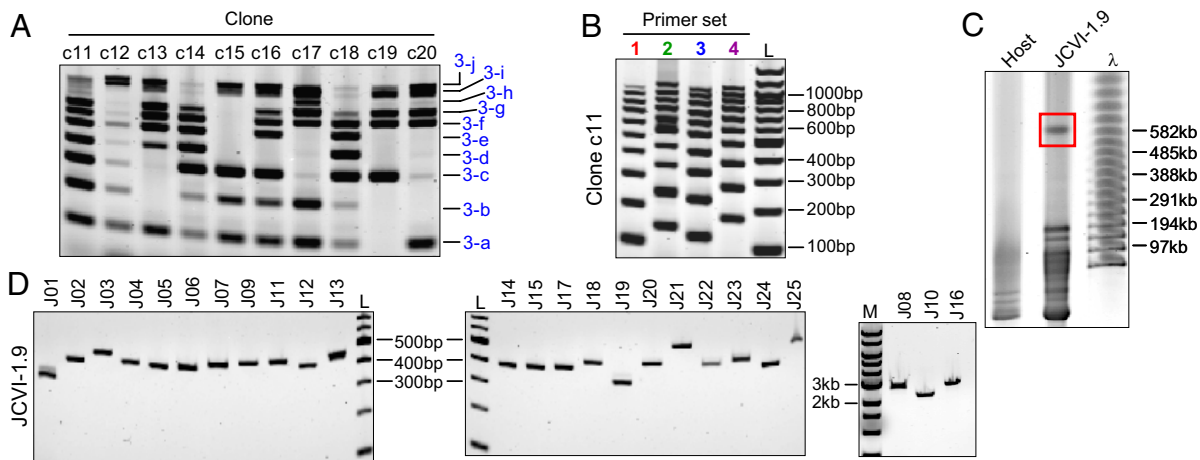 A
Clone
c11 c12 c13 c14 c15 c16 c17 c18 c19 c20
3-j
3-i
3-h
3-g
3-f
3-e
3-d
3-c
3-b
3-a
B
Primer set
1 2 3 4 L
Clone c11
1000bp
800bp
600bp
400bp
300bp
200bp
100bp
C
Host JCVI-1.9 λ
582kb
485kb
388kb
291kb
194kb
97kb
D
JCVI-1.9
J01 J02 J03 J04 J05 J06 J07 J09 J11 J12 J13 L
500bp
400bp
300bp
L J14 J15 J17 J18 J19 J20 J21 J22 J23 J24 J25
M J08 J10 J16
3kb
2kb